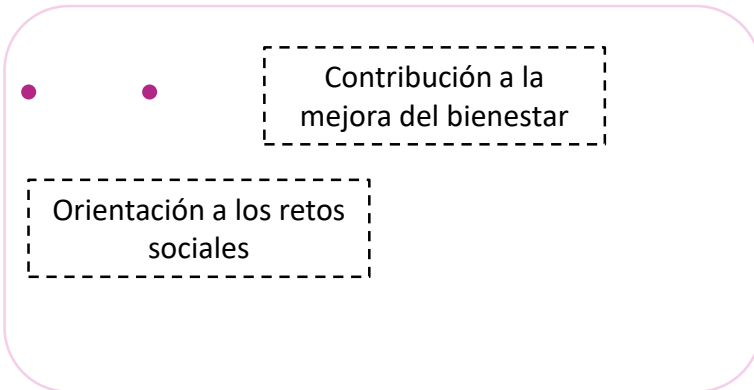 Contribución a la
mejora del bienestar
Orientación a los retos
sociales